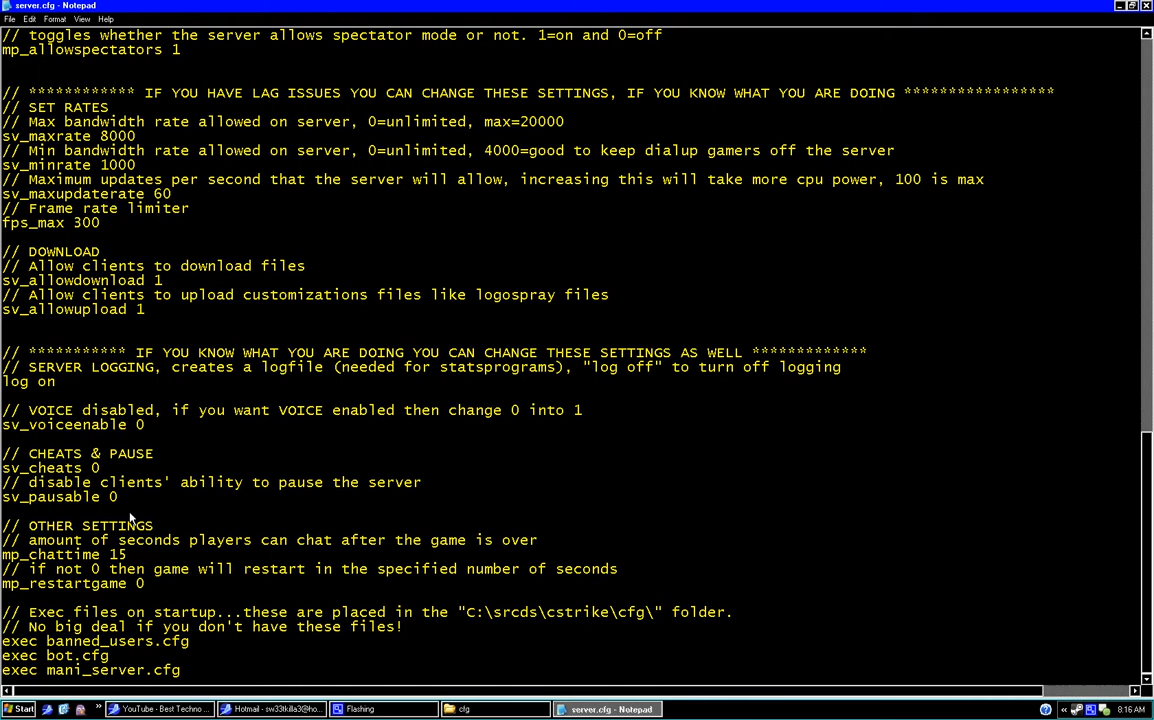 server.cfg - Notepad
File Edit Format View Help
// toggles whether the server allows spectator mode or not. 1=on and 0=off
mp_allowspectators 1
// ************ IF YOU HAVE LAG ISSUES YOU CAN CHANGE THESE SETTINGS, IF YOU KNOW WHAT YOU ARE DOING *****************
// SET RATES
// Max bandwidth rate allowed on server, 0=unlimited, max=20000
sv_maxrate 8000
// Min bandwidth rate allowed on server, 0=unlimited, 4000=good to keep dialup gamers off the server
sv_minrate 1000
// Maximum updates per second that the server will allow, increasing this will take more cpu power, 100 is max
sv_maxupdaterate 60
// Frame rate limiter
fps_max 300
// DOWNLOAD
// Allow clients to download files
sv_allowdownload 1
// Allow clients to upload customizations files like logospray files
sv_allowupload 1
// *********** IF YOU KNOW WHAT YOU ARE DOING YOU CAN CHANGE THESE SETTINGS AS WELL *************
// SERVER LOGGING, creates a logfile (needed for statsprograms), "log off" to turn off logging
log on
// VOICE disabled, if you want VOICE enabled then change 0 into 1
sv_voiceenable 0
// CHEATS & PAUSE
sv_cheats 0
// disable clients' ability to pause the server
sv_pausable 0
// OTHER SETTINGS
// amount of seconds players can chat after the game is over
mp_chattime 15
// if not 0 then game will restart in the specified number of seconds
mp_restartgame 0
// Exec files on startup...these are placed in the "C:\srcds\cstrike\cfg\" folder.
// No big deal if you don't have these files!
exec banned_users.cfg
exec bot.cfg
exec mani_server.cfg
Start » YouTube - Best Techno ... Hotmail - sw33tkilla3@ho... Flashing cfg server.cfg - Notepad « 8:16 AM